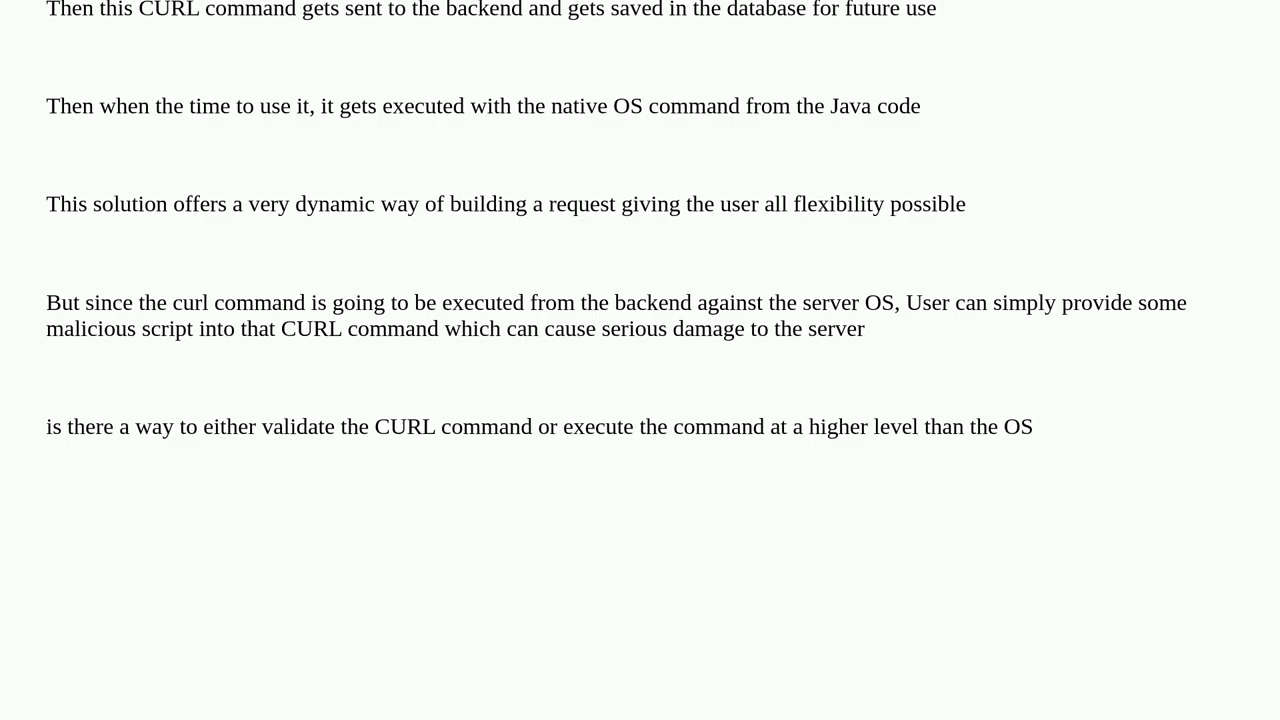 Then this CURL command gets sent to the backend and gets saved in the database for future use
Then when the time to use it, it gets executed with the native OS command from the Java code
This solution offers a very dynamic way of building a request giving the user all flexibility possible
But since the curl command is going to be executed from the backend against the server OS, User can simply provide some
malicious script into that CURL command which can cause serious damage to the server
is there a way to either validate the CURL command or execute the command at a higher level than the OS